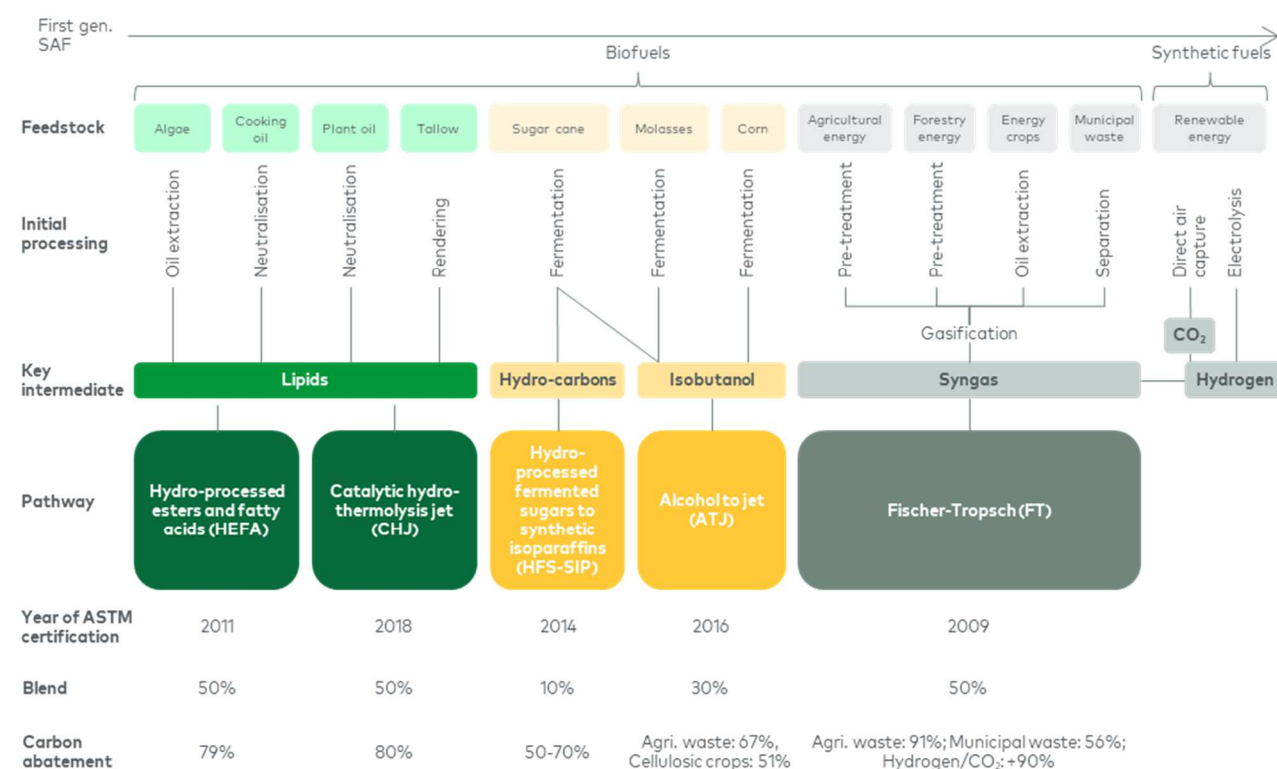 First gen.
SAF
Biofuels
Synthetic fuels
Feedstock
Algae
Cooking
oil
Plant oil
Tallow
Sugar cane
Molasses
Corn
Agricultural
energy
Forestry
energy
Energy
crops
Municipal
waste
Renewable
energy
Initial
processing
Oil extraction
Neutralisation
Neutralisation
Rendering
Fermentation
Fermentation
Fermentation
Pre-treatment
Pre-treatment
Oil extraction
Separation
Direct air
capture
Electrolysis
Gasification
CO₂
Key
intermediate
Lipids
Hydro-carbons
Isobutanol
Syngas
Hydrogen
Pathway
Hydro-processed
esters and fatty
acids (HEFA)
Catalytic hydro-
thermolysis jet
(CHJ)
Hydro-
processed
fermented
sugars to
synthetic
isoparaffins
(HFS-SIP)
Alcohol to jet
(ATJ)
Fischer-Tropsch (FT)
Year of ASTM
certification
2011
2018
2014
2016
2009
Blend
50%
50%
10%
30%
50%
Carbon
abatement
79%
80%
50-70%
Agri. waste: 67%,
Cellulosic crops: 51%
Agri. waste: 91%; Municipal waste: 56%;
Hydrogen/CO₂: +90%